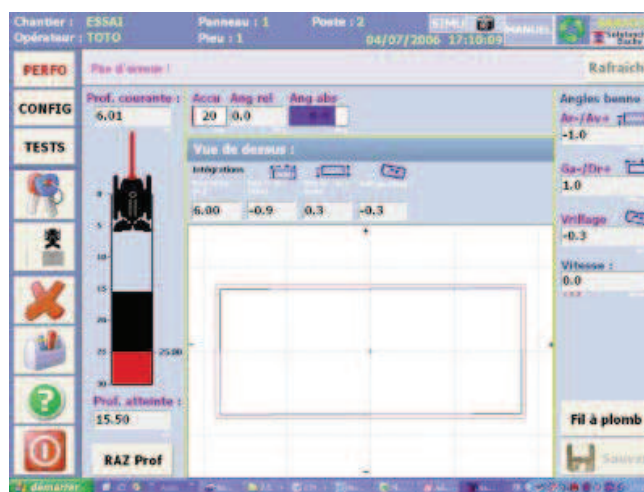 Chantier : ESSAI Panneau : 1 Poste : 2 SIMU MANUEL
Opérateur : TOTO Pieu : 1 04/07/2006 17:10:09
PERFO Pas d'erreur ! Rafraich
CONFIG
TESTS
Prof. courante : Accu Ang rel Ang abs Angles benne
6.01 20 0.0 Ar-/Av+
-1.0
Vue de dessus :
Intégrations Ga-/Dr+
1.0
6.00 -0.9 0.3 -0.3 Vrillage
-0.3
Vitesse :
0.0
0
5
10
15
20
25 25.00
30
Prof. atteinte :
15.50 Fil à plomb
RAZ Prof Sauve
démarrer